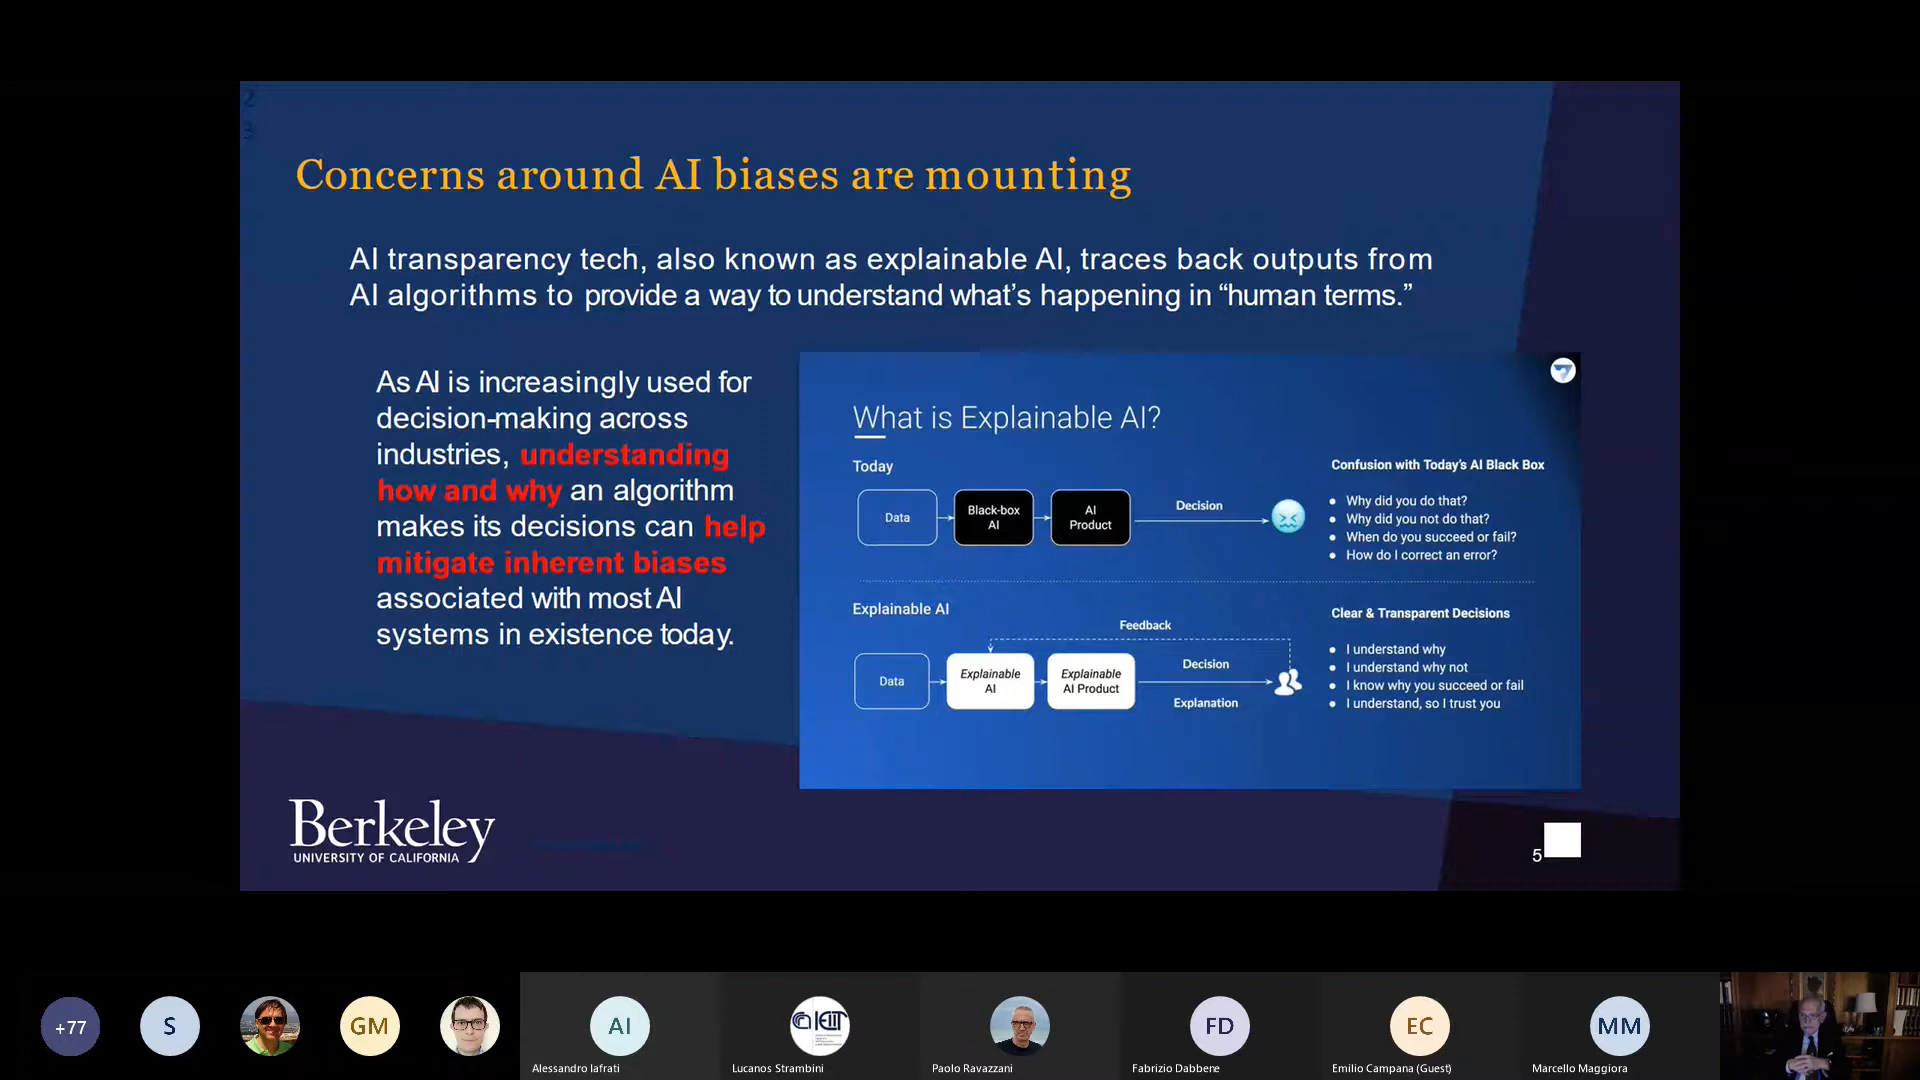 2
3
Concerns around AI biases are mounting
AI transparency tech, also known as explainable AI, traces back outputs from
AI algorithms to provide a way to understand what's happening in “human terms.”
As AI is increasingly used for
decision-making across
industries, understanding
how and why an algorithm
makes its decisions can help
mitigate inherent biases
associated with most AI
systems in existence today.
What is Explainable AI?
Today
Data
Black-box
AI
AI
Product
Decision
Confusion with Today's AI Black Box
Why did you do that?
Why did you not do that?
When do you succeed or fail?
How do I correct an error?
Explainable AI
Feedback
Data
Explainable
AI
Explainable
AI Product
Decision
Explanation
Clear & Transparent Decisions
I understand why
I understand why not
I know why you succeed or fail
I understand, so I trust you
Berkeley
UNIVERSITY OF CALIFORNIA
5
+77
S
GM
AI
Alessandro Iafrati
IEIIT
Lucanos Strambini
Paolo Ravazzani
FD
Fabrizio Dabbene
EC
Emilio Campana (Guest)
MM
Marcello Maggiora